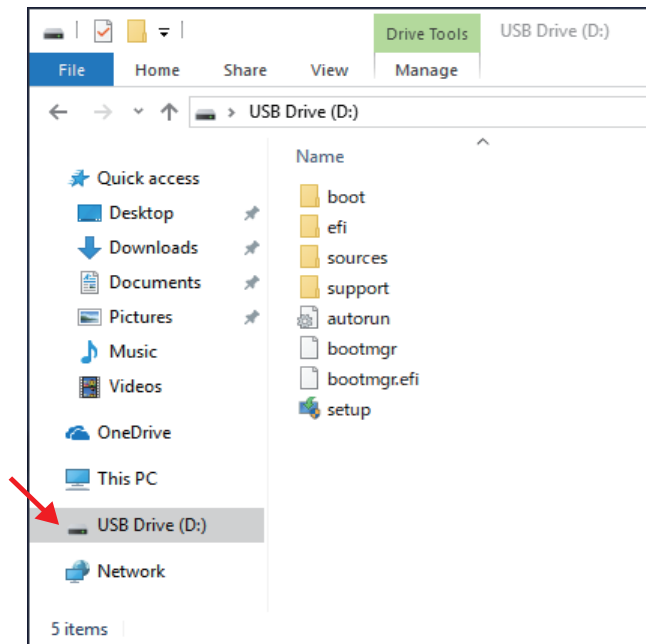 Drive Tools USB Drive (D:)
File Home Share View Manage
USB Drive (D:)
Name
Quick access
Desktop
Downloads
Documents
Pictures
Music
Videos
OneDrive
This PC
USB Drive (D:)
Network
boot
efi
sources
support
autorun
bootmgr
bootmgr.efi
setup
5 items